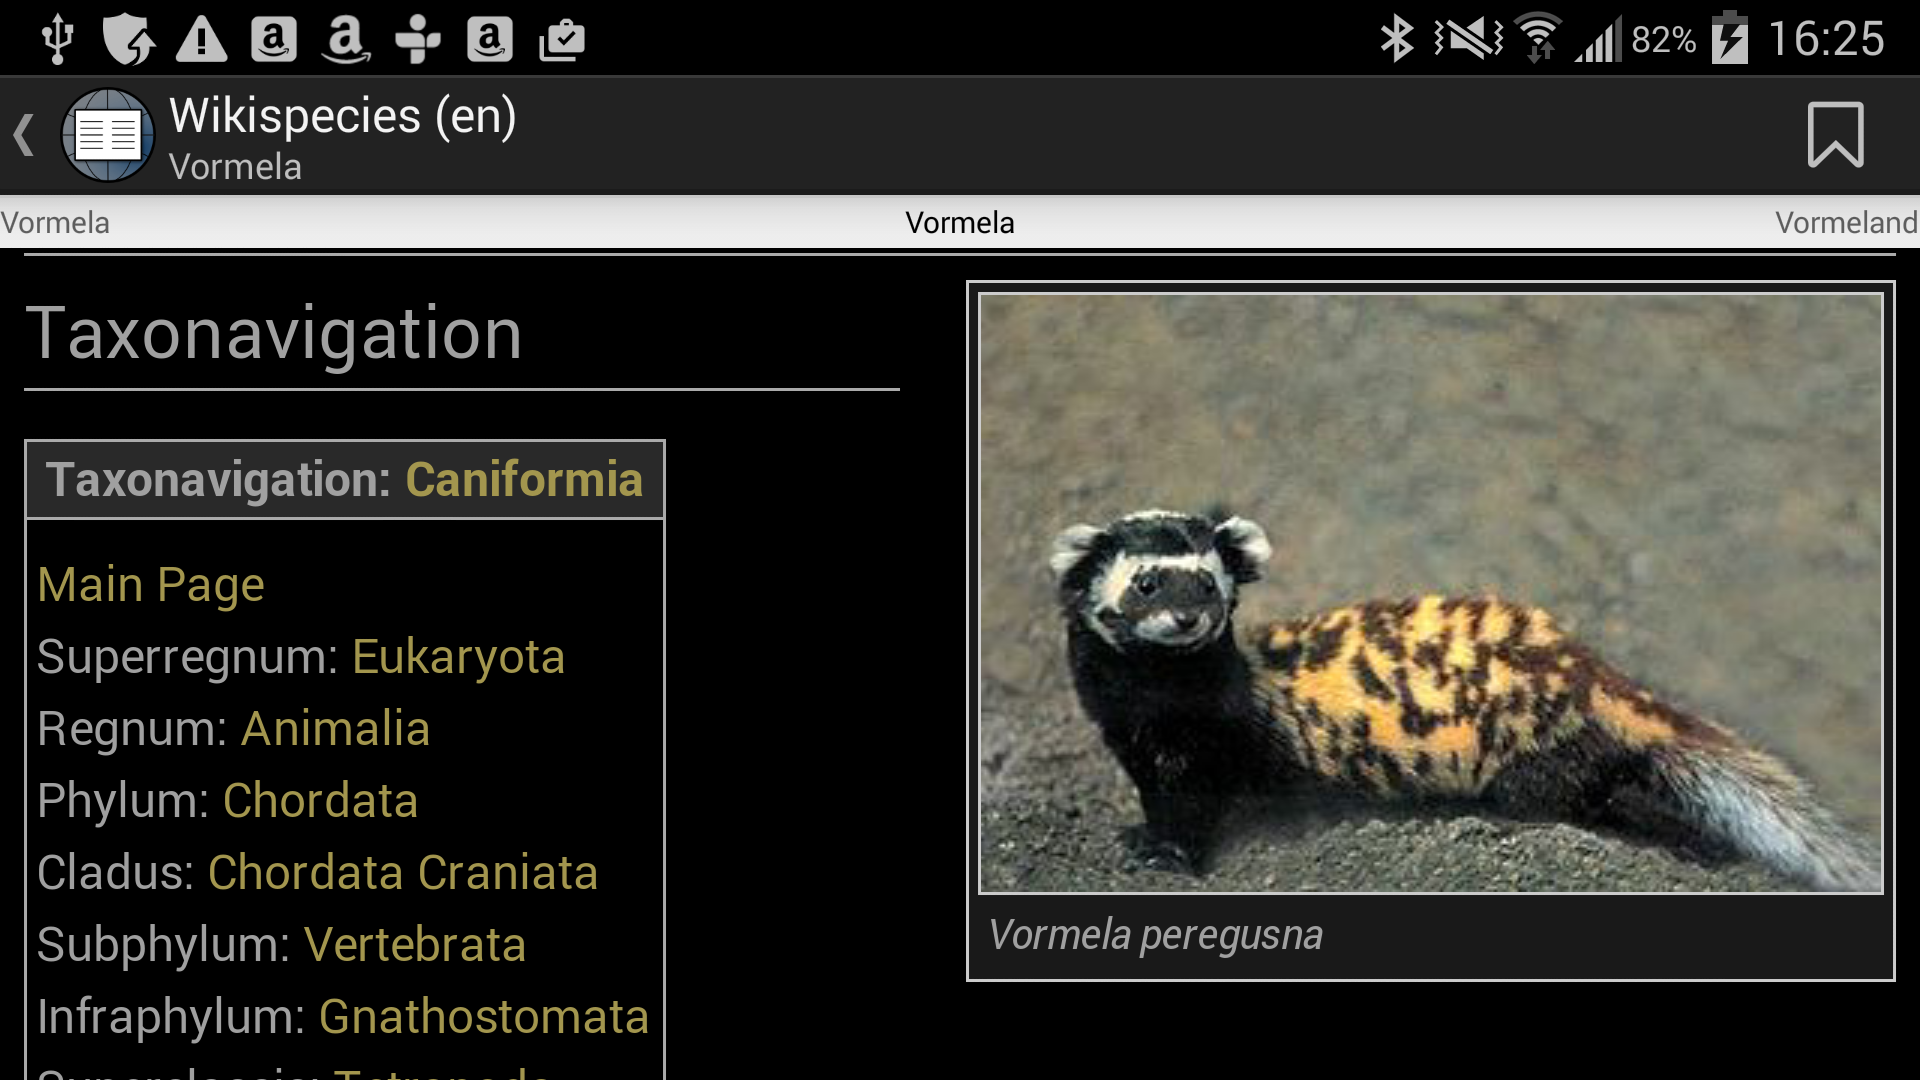 82% 16:25
Wikispecies (en)
Vormela
Vormela Vormela Vormeland
Taxonavigation
Taxonavigation: Caniformia
Main Page
Superregnum: Eukaryota
Regnum: Animalia
Phylum: Chordata
Cladus: Chordata Craniata
Subphylum: Vertebrata
Infraphylum: Gnathostomata
Vormela peregusna